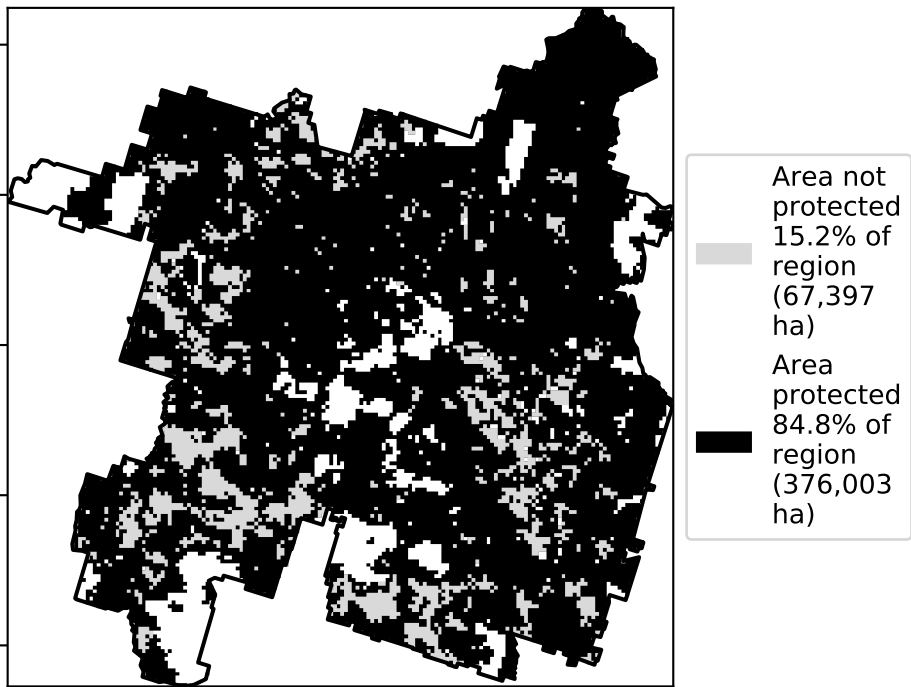 Area not
protected
15.2% of
region
(67,397
ha)
Area
protected
84.8% of
region
(376,003
ha)